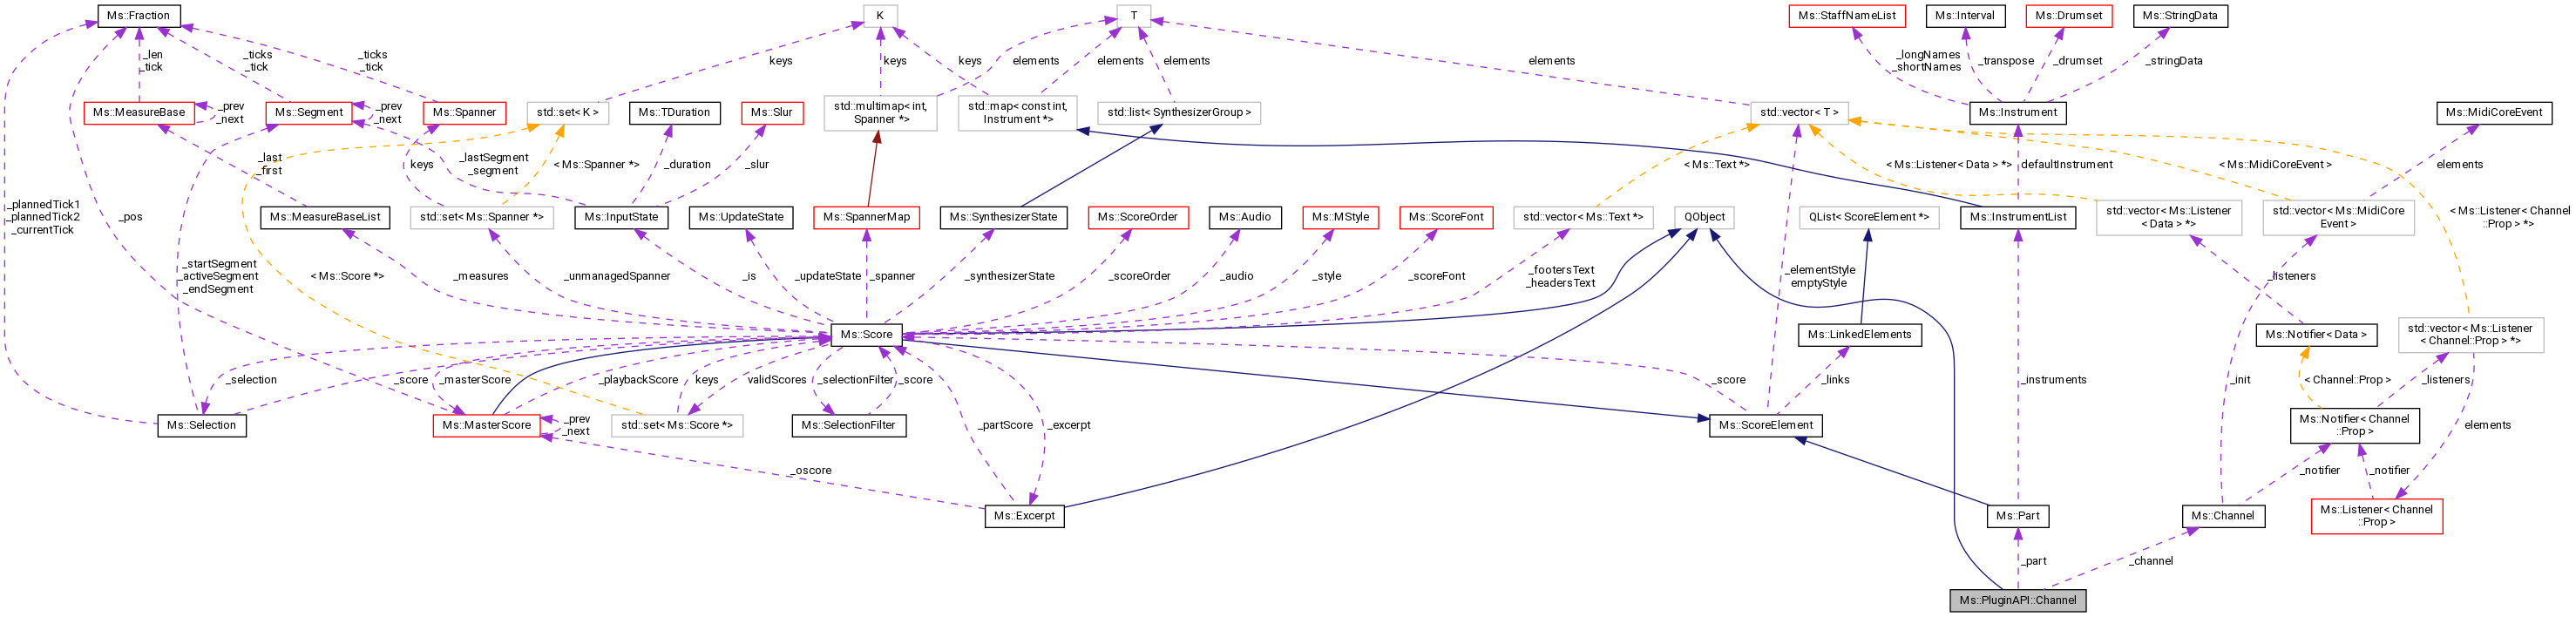 Ms::Fraction
K
T
Ms::StaffNameList
Ms::Interval
Ms::Drumset
Ms::StringData
_len
_tick
_ticks
_tick
_ticks
_tick
keys
keys
keys
elements
elements
elements
elements
_longNames
_shortNames
_transpose
_drumset
_stringData
Ms::MeasureBase
_prev
_next
Ms::Segment
_prev
_next
Ms::Spanner
std::set< K >
Ms::TDuration
Ms::Slur
std::multimap< int,
Spanner *>
std::map< const int,
Instrument *>
std::list< SynthesizerGroup >
std::vector< T >
Ms::Instrument
Ms::MidiCoreEvent
_last
_first
keys
_lastSegment
_segment
< Ms::Spanner *>
_duration
_slur
< Ms::Text *>
< Ms::Listener< Data > *>
defaultInstrument
< Ms::MidiCoreEvent >
elements
_plannedTick1
_plannedTick2
_currentTick
_pos
Ms::MeasureBaseList
std::set< Ms::Spanner *>
Ms::InputState
Ms::UpdateState
Ms::SpannerMap
Ms::SynthesizerState
Ms::ScoreOrder
Ms::Audio
Ms::MStyle
Ms::ScoreFont
std::vector< Ms::Text *>
QObject
QList< ScoreElement *>
Ms::InstrumentList
std::vector< Ms::Listener
< Data > *>
std::vector< Ms::MidiCore
Event >
< Ms::Listener< Channel
::Prop > *>
_startSegment
_activeSegment
_endSegment
< Ms::Score *>
_measures
_unmanagedSpanner
_is
_updateState
_spanner
_synthesizerState
_scoreOrder
_audio
_style
_scoreFont
_footersText
_headersText
_elementStyle
emptyStyle
_listeners
Ms::Score
Ms::LinkedElements
Ms::Notifier< Data >
std::vector< Ms::Listener
< Channel::Prop > *>
_selection
_score
_masterScore
_playbackScore
keys
validScores
_selectionFilter
_score
_score
_links
_instruments
_init
< Channel::Prop >
_listeners
Ms::Selection
Ms::MasterScore
_prev
_next
std::set< Ms::Score *>
Ms::SelectionFilter
_partScore
_excerpt
Ms::ScoreElement
Ms::Notifier< Channel
::Prop >
elements
_oscore
_notifier
_notifier
Ms::Excerpt
Ms::Part
Ms::Channel
Ms::Listener< Channel
::Prop >
_part
_channel
Ms::PluginAPI::Channel